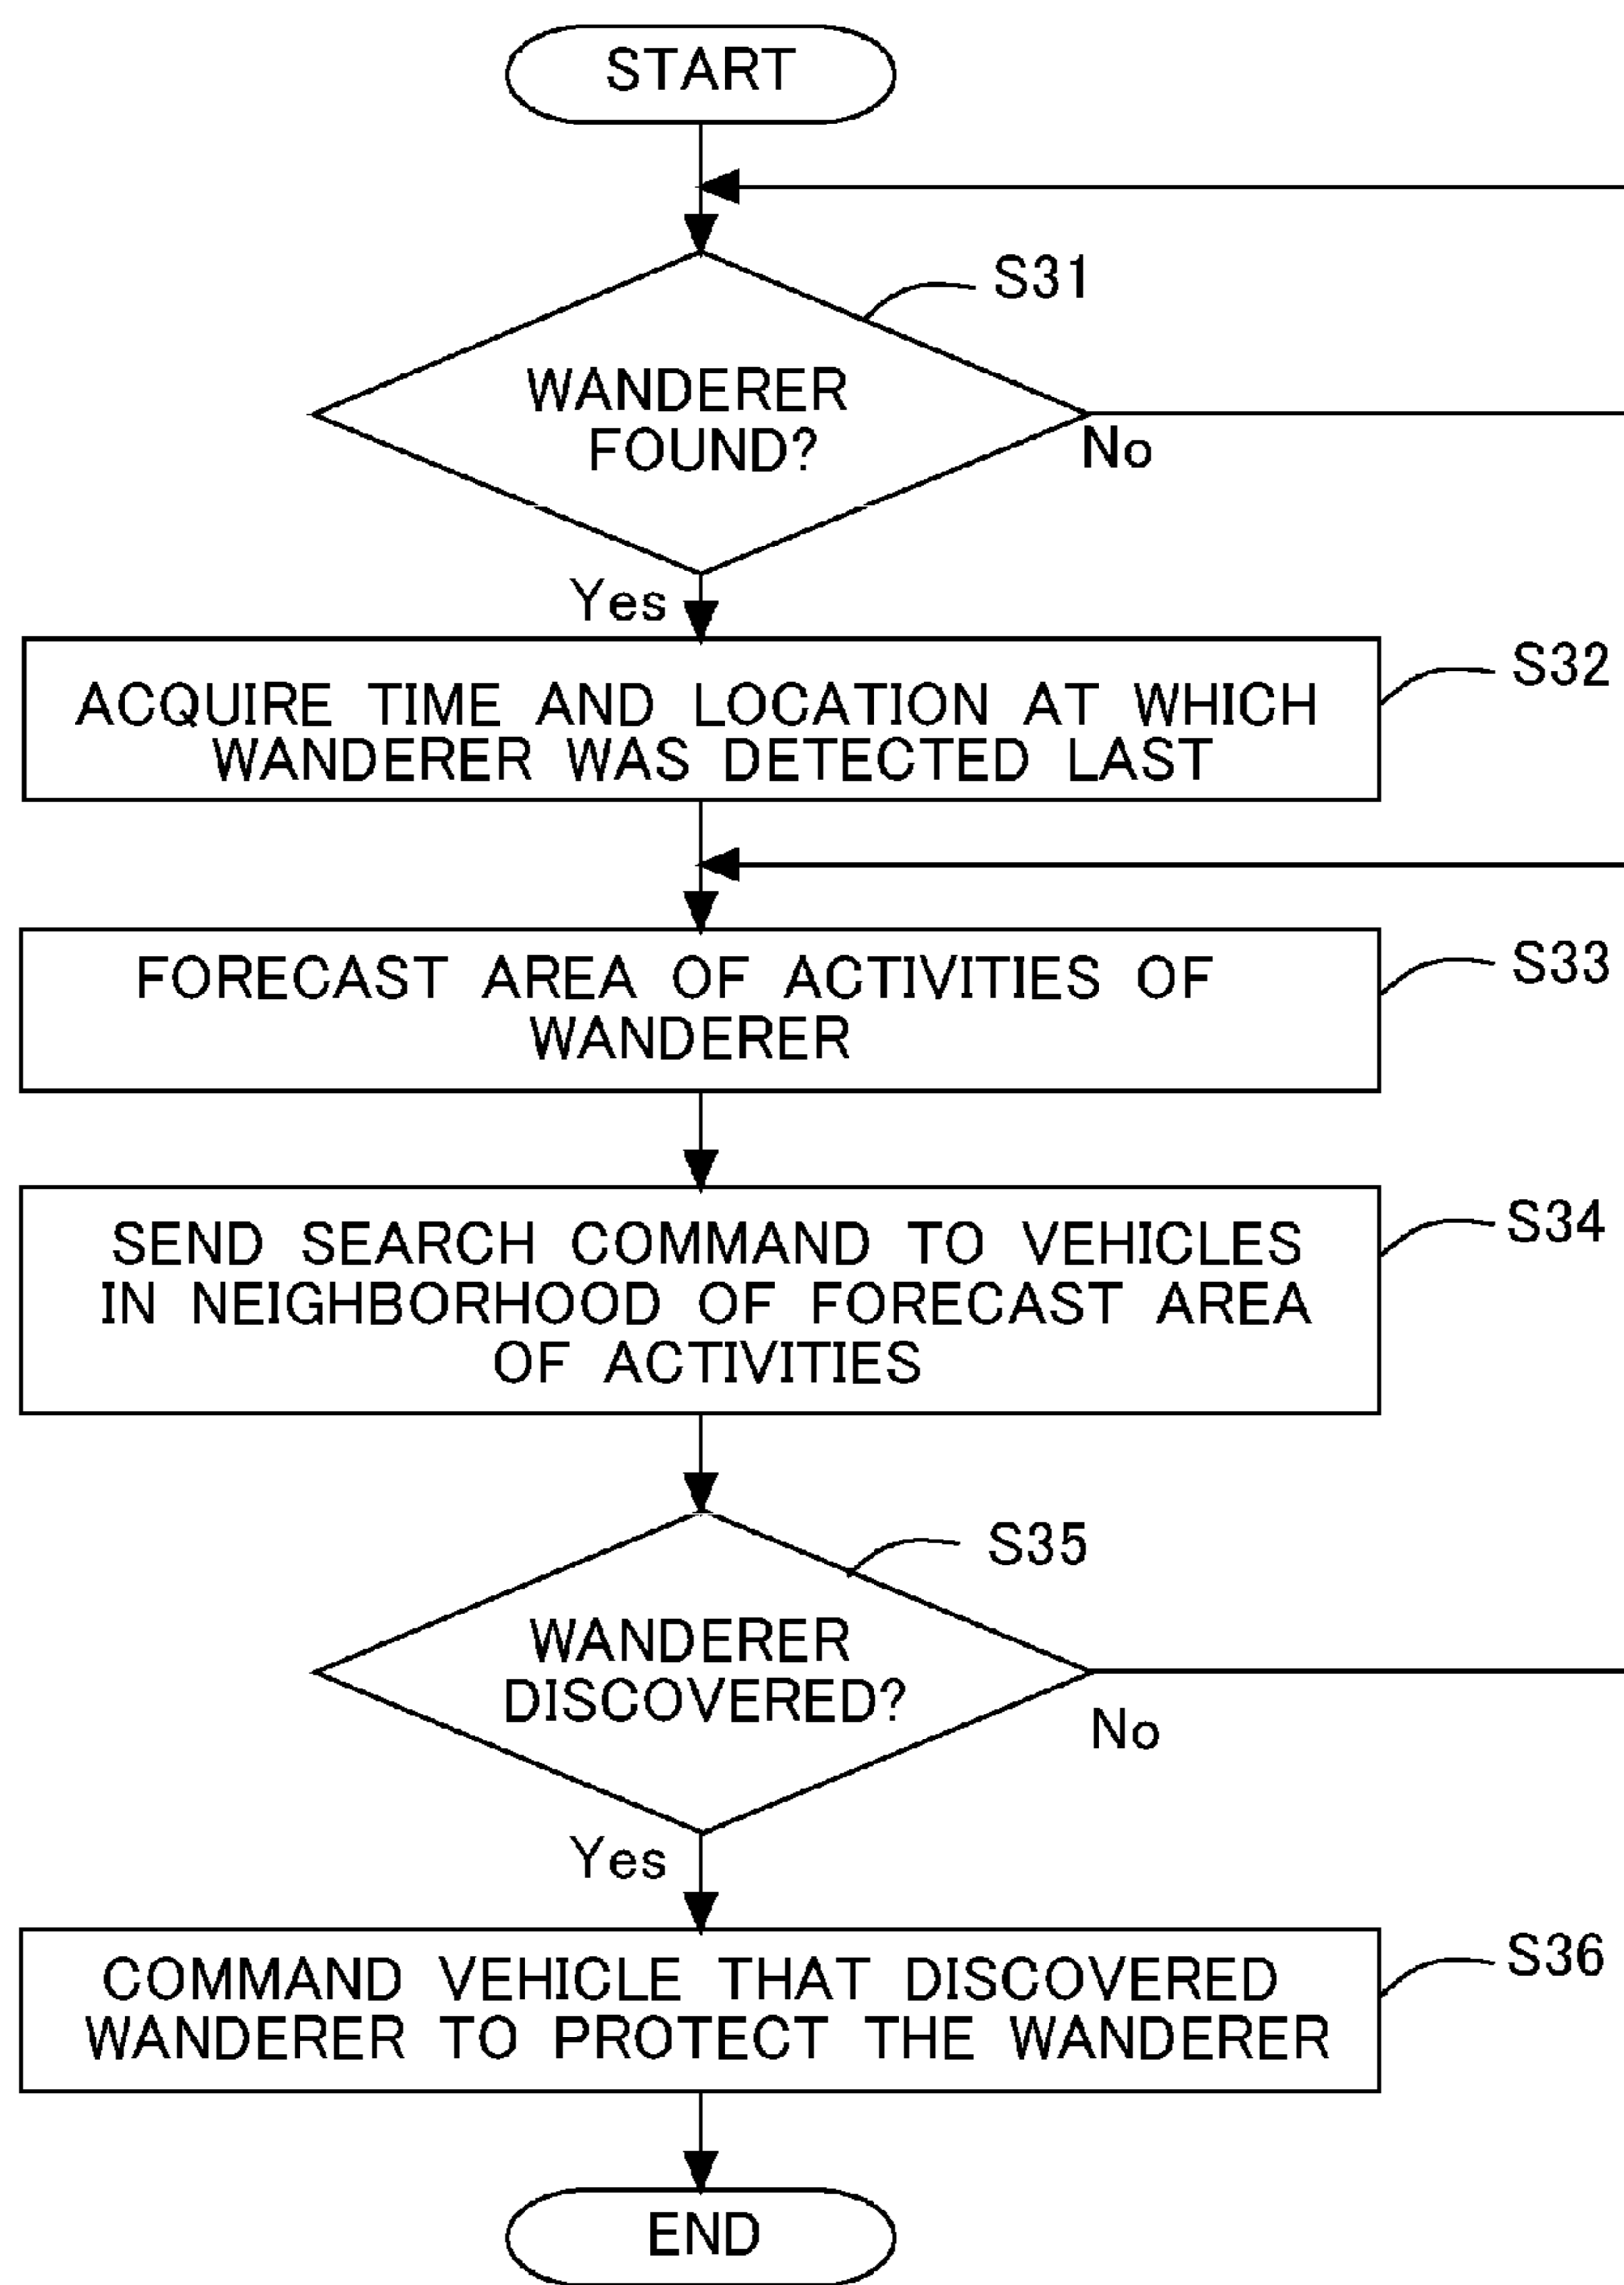 START
S31
WANDERER
FOUND?
No
Yes
S32
ACQUIRE TIME AND LOCATION AT WHICH
WANDERER WAS DETECTED LAST
S33
FORECAST AREA OF ACTIVITIES OF
WANDERER
S34
SEND SEARCH COMMAND TO VEHICLES
IN NEIGHBORHOOD OF FORECAST AREA
OF ACTIVITIES
S35
WANDERER
DISCOVERED?
No
Yes
S36
COMMAND VEHICLE THAT DISCOVERED
WANDERER TO PROTECT THE WANDERER
END